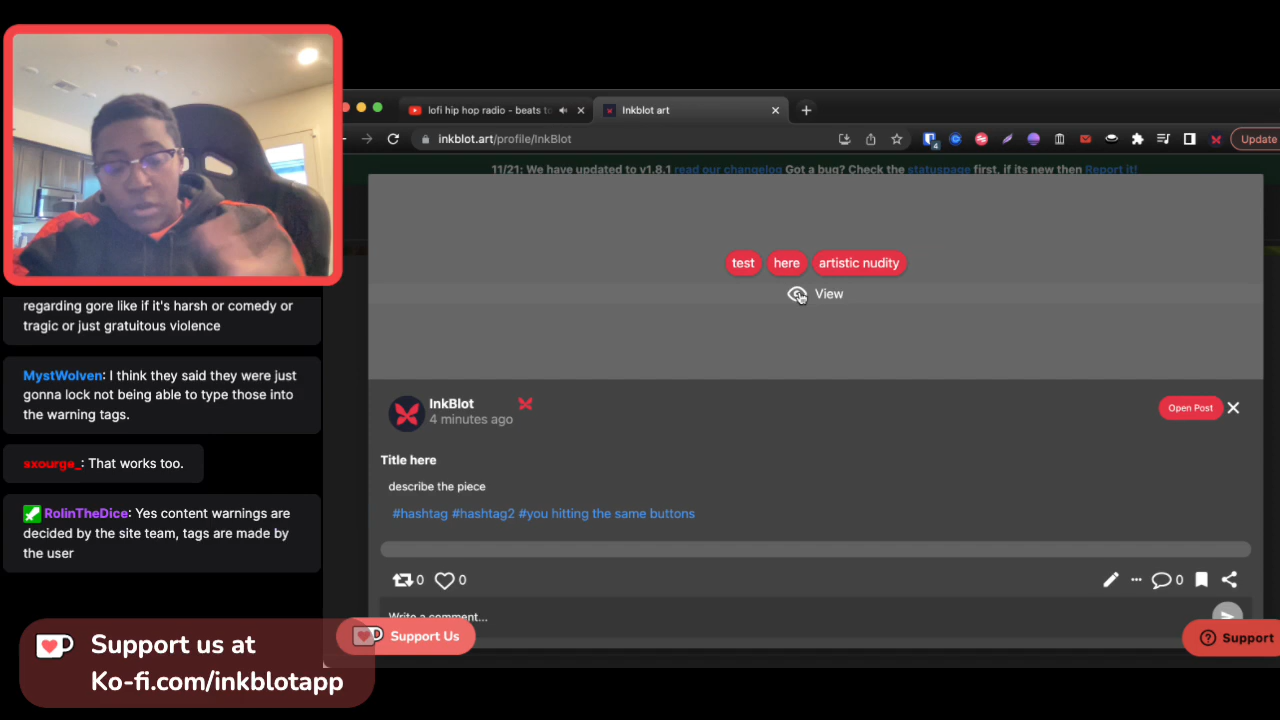 lofi hip hop radio - beats to
Inkblot art
inkblot.art/profile/InkBlot
4
Update
11/21: We have updated to v1.8.1 read our changelog Got a bug? Check the statuspage first, if its new then Report it!
test here artistic nudity
View
InkBlot
4 minutes ago
Open Post
Title here
describe the piece
#hashtag #hashtag2 #you hitting the same buttons
0 0
0
Write a comment...
Support Us
Support
regarding gore like if it's harsh or comedy or
tragic or just gratuitous violence
MystWolven: I think they said they were just
gonna lock not being able to type those into
the warning tags.
sxourge_: That works too.
RolinTheDice: Yes content warnings are
decided by the site team, tags are made by
the user
Support us at
Ko-fi.com/inkblotapp